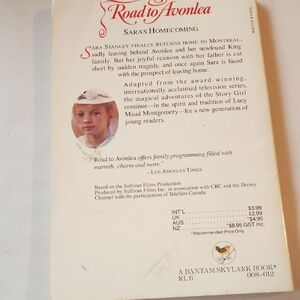 Road to Avonlea
SARA'S HOMECOMING
SARA STANLEY FINALLY RETURNS HOME TO MONTREAL,
sadly leaving behind Avonlea and her newfound King
family. But her joyful reunion with her father is cut
short by sudden tragedy, and once again Sara is faced
with the prospect of leaving home.
Adapted from the award-winning,
internationally acclaimed television series,
the magical adventures of the Story Girl
continue—in the spirit and tradition of Lucy
Maud Montgomery—for a new generation of
young readers.
Road to Avonlea offers family programming filled with
warmth, charm and more."
—LOS ANGELES TIMES
Based on the Sullivan Films Production
Produced by Sullivan Films Inc. in association with CBC and the Disney
Channel with the participation of Telefilm Canada
INT'L $3.99
UK £2.99
AUS *$4.95
NZ *$8.95 GST inc.
*Recommended Price Only
A BANTAM SKYLARK BOOK®
RL 6 008-012